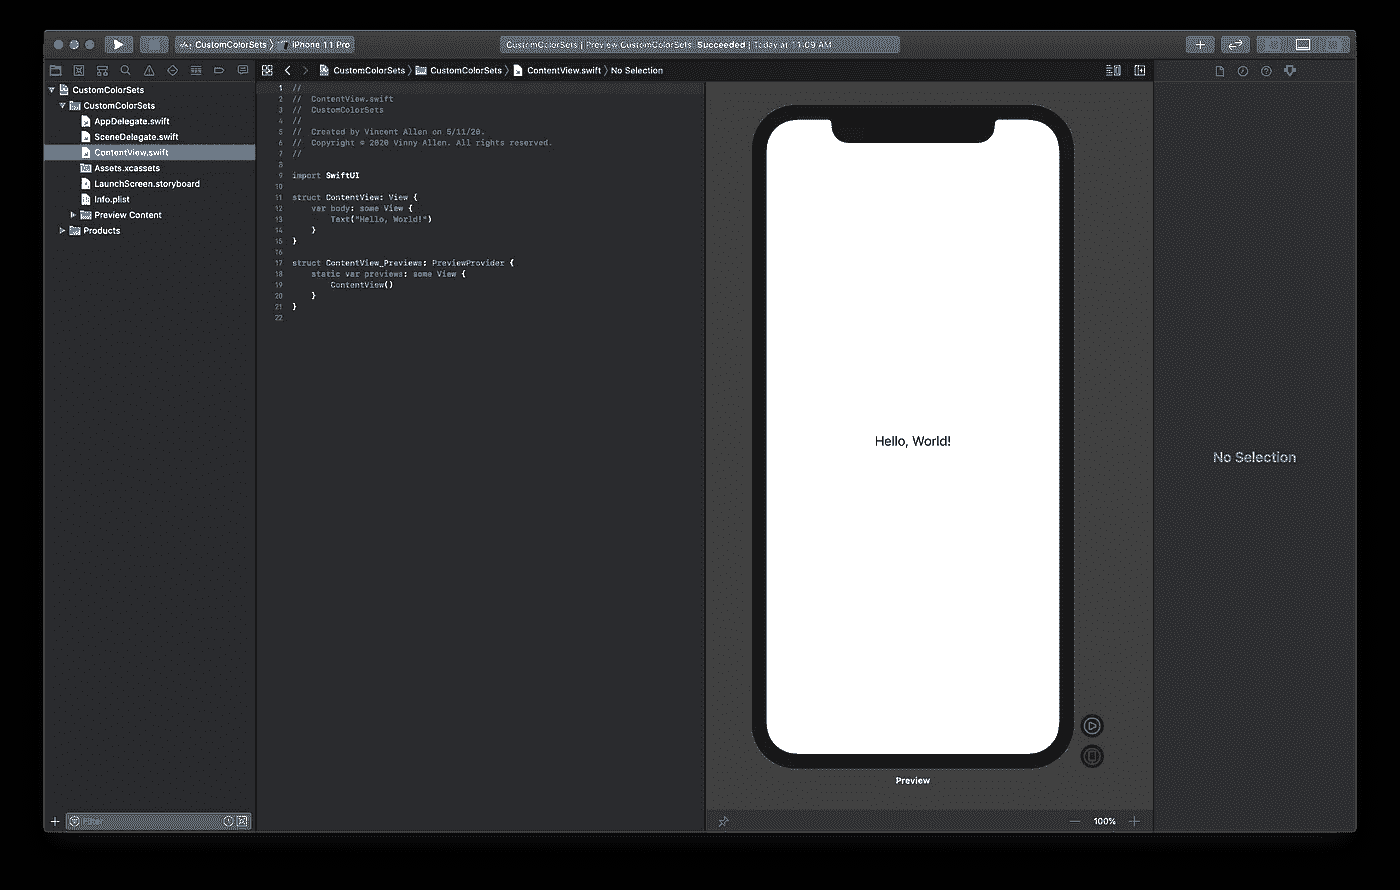 CustomColorSets 〉 iPhone 11 Pro
CustomColorSets | Preview CustomColorSets: Succeeded | Today at 11:09 AM
CustomColorSets 〉 CustomColorSets 〉 ContentView.swift 〉 No Selection
CustomColorSets
CustomColorSets
AppDelegate.swift
SceneDelegate.swift
ContentView.swift
Assets.xcassets
LaunchScreen.storyboard
Info.plist
Preview Content
Products
Filter
1 //
2 //  ContentView.swift
3 //  CustomColorSets
4 //
5 //  Created by Vincent Allen on 5/11/20.
6 //  Copyright © 2020 Vinny Allen. All rights reserved.
7 //
8
9 import SwiftUI
10
11 struct ContentView: View {
12     var body: some View {
13         Text("Hello, World!")
14     }
15 }
16
17 struct ContentView_Previews: PreviewProvider {
18     static var previews: some View {
19         ContentView()
20     }
21 }
22
Hello, World!
Preview
100%
No Selection